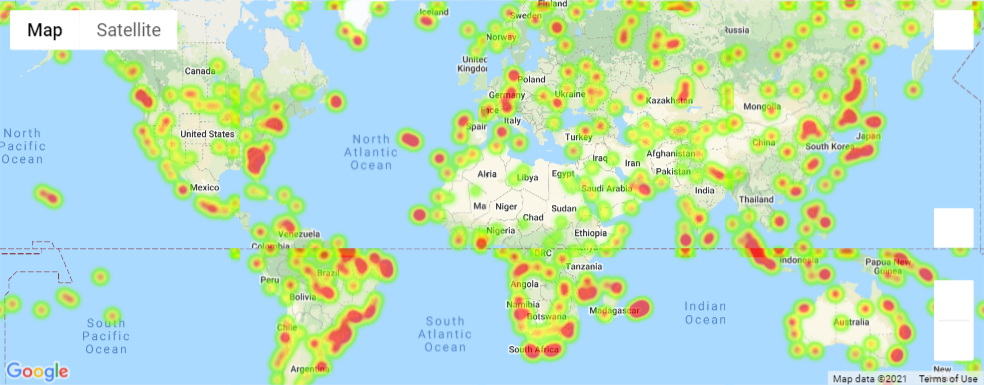 Map
Satellite
Iceland
Finland
Sweden
Norway
Russia
Canada
United
Kingdom
Poland
Germany
Ukraine
Kazakhstan
Mongolia
North
Pacific
Ocean
United States
North
Atlantic
Ocean
Spain
Italy
Turkey
China
South Korea
Japan
Iraq
Iran
Afghanistan
Pakistan
Libya
Egypt
Saudi Arabia
India
Mexico
Niger
Chad
Sudan
Thailand
Nigeria
Ethiopia
Venezuela
Colombia
DRC
Kenya
Tanzania
Indonesia
Papua New
Guinea
Brazil
Peru
Bolivia
Angola
Namibia
Botswana
Madagascar
Indian
Ocean
Australia
South
Pacific
Ocean
South
Atlantic
Ocean
Chile
South Africa
Argentina
New
Google
Map data ©2021
Terms of Use